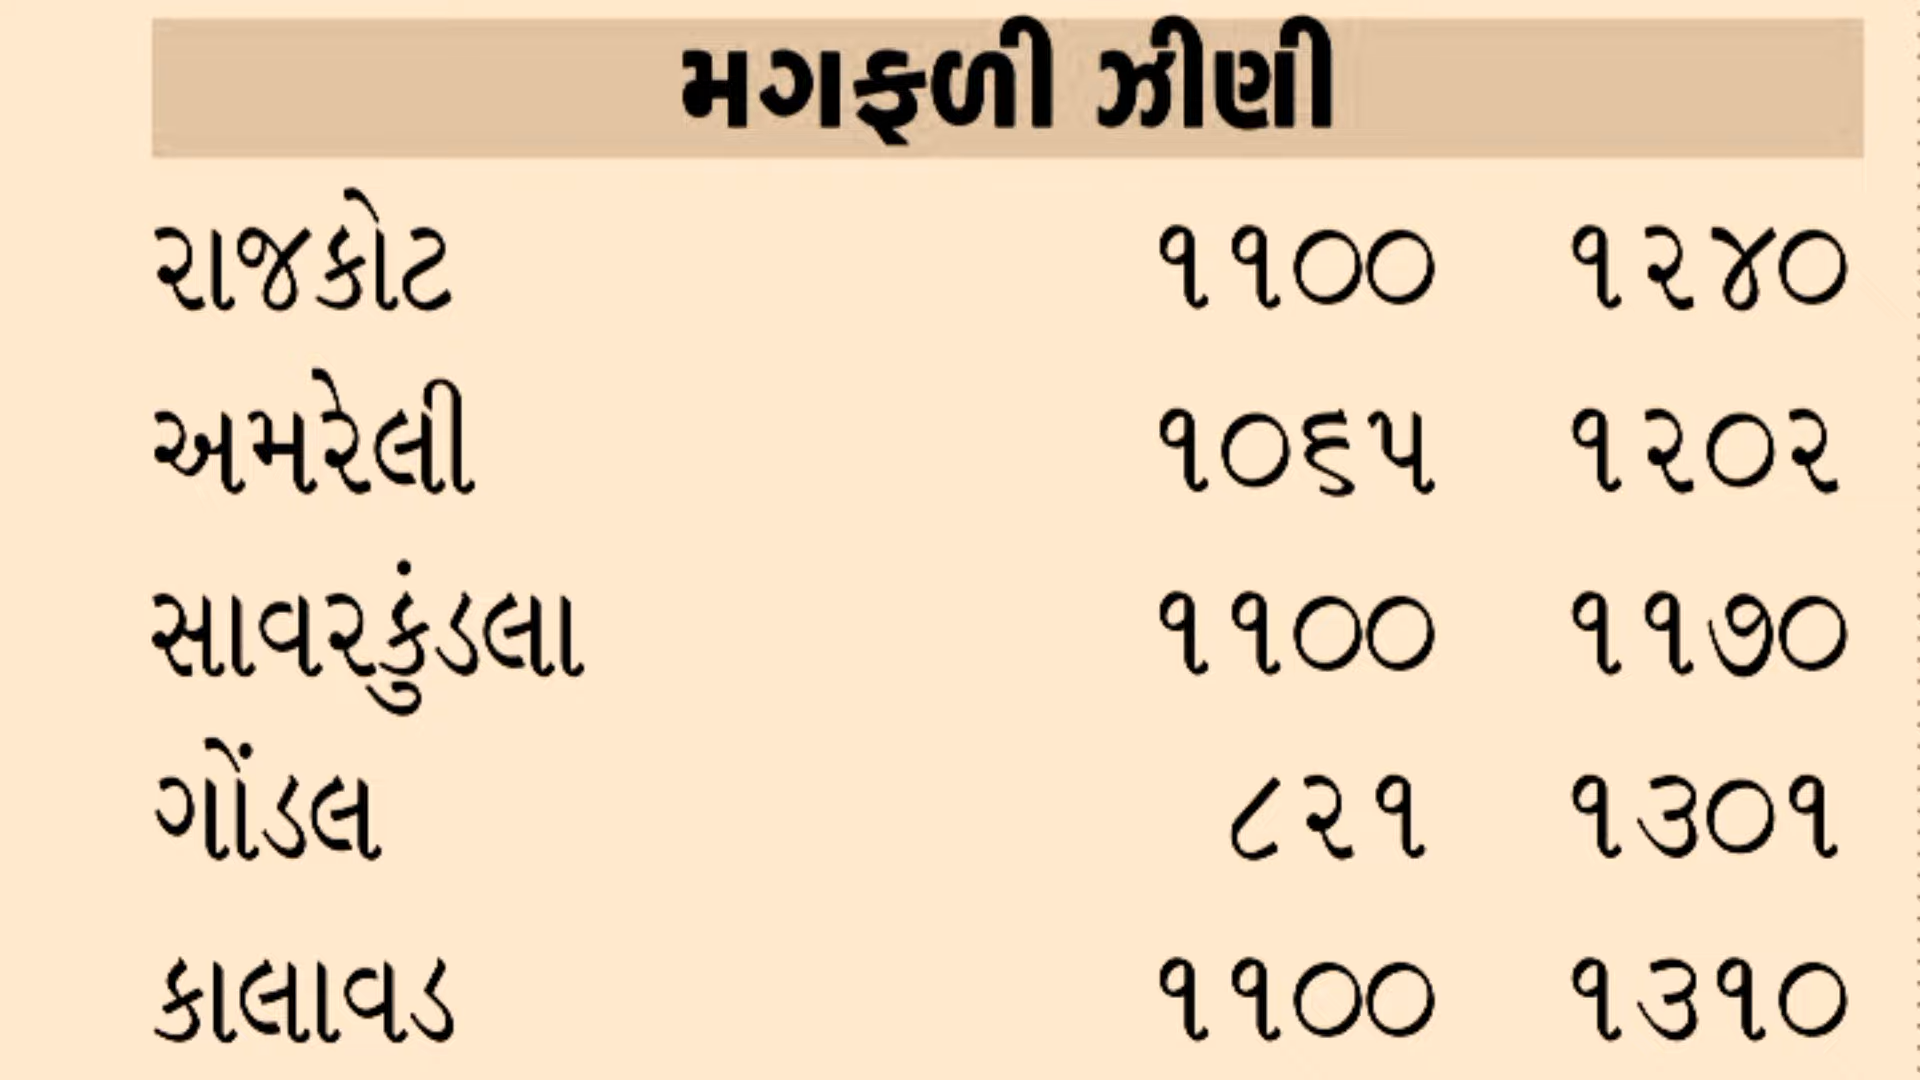 મગફળી ઝીણી
રાજકોટ ૧૧૦૦ ૧૨૪૦
અમરેલી ૧૦૬૫ ૧૨૦૨
સાવરકુંડલા ૧૧૦૦ ૧૧૭૦
ગોંડલ ૮૨૧ ૧૩૦૧
કાલાવડ ૧૧૦૦ ૧૩૧૦